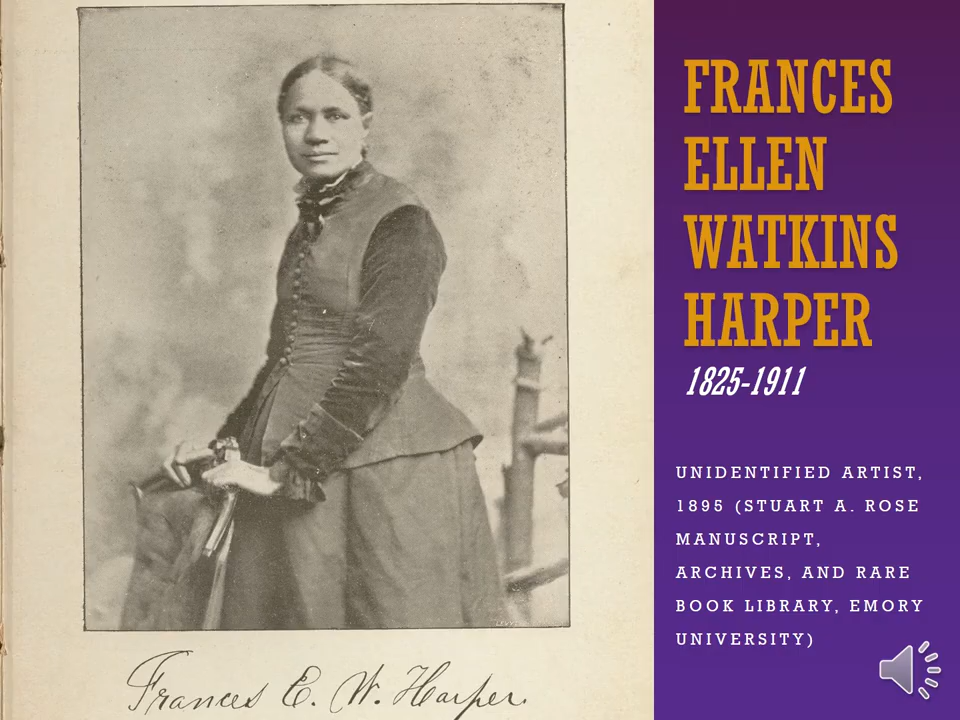 FRANCES
ELLEN
WATKINS
HARPER
1825-1911
UNIDENTIFIED ARTIST,
1895 (STUART A. ROSE
MANUSCRIPT,
ARCHIVES, AND RARE
BOOK LIBRARY, EMORY
UNIVERSITY)
Frances E. W. Harper.